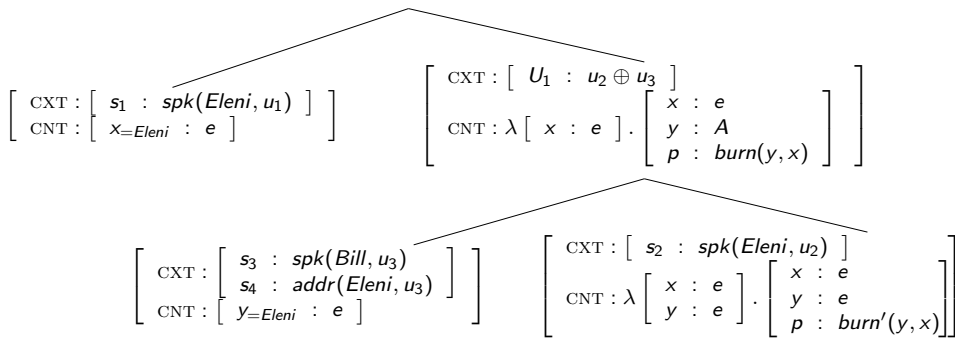 [ CXT : [ s₁ : spk(Eleni, u₁) ]
CNT : [ x₌Eleni : e ] ]
[ CXT : [ U₁ : u₂ ⊕ u₃ ]
CNT : λ [ x : e ] . [ x : e
y : A
p : burn(y, x) ] ]
[ CXT : [ s₃ : spk(Bill, u₃)
s₄ : addr(Eleni, u₃) ]
CNT : [ y₌Eleni : e ] ]
[ CXT : [ s₂ : spk(Eleni, u₂) ]
CNT : λ [ x : e
y : e ] . [ x : e
y : e
p : burn′(y, x) ] ]